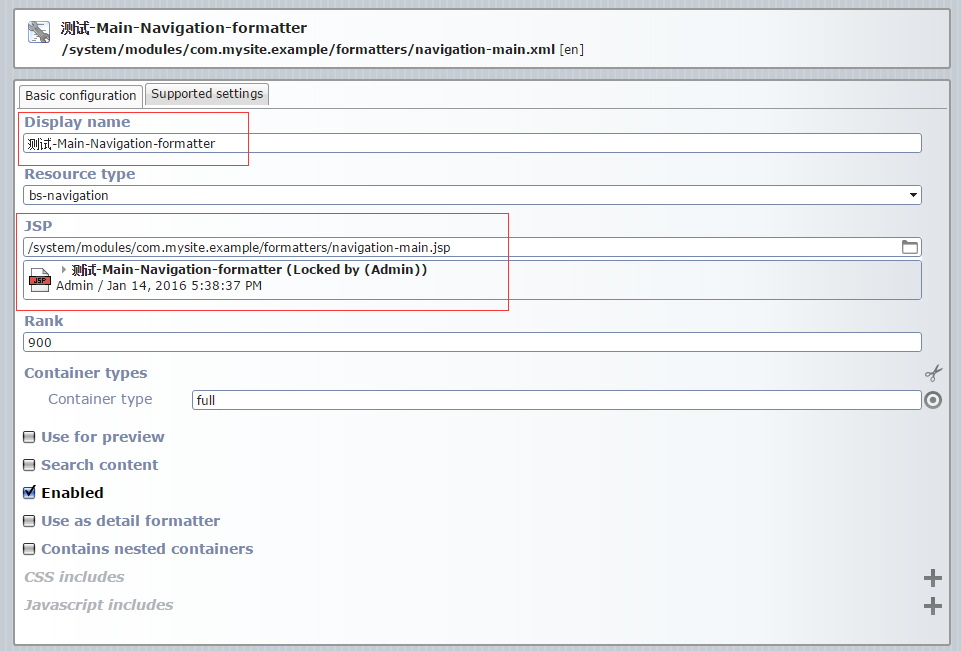 测试-Main-Navigation-formatter
/system/modules/com.mysite.example/formatters/navigation-main.xml [en]
Basic configuration
Supported settings
Display name
测试-Main-Navigation-formatter
Resource type
bs-navigation
JSP
/system/modules/com.mysite.example/formatters/navigation-main.jsp
JSP
测试-Main-Navigation-formatter (Locked by (Admin))
Admin / Jan 14, 2016 5:38:37 PM
Rank
900
Container types
Container type
full
Use for preview
Search content
Enabled
Use as detail formatter
Contains nested containers
CSS includes
Javascript includes